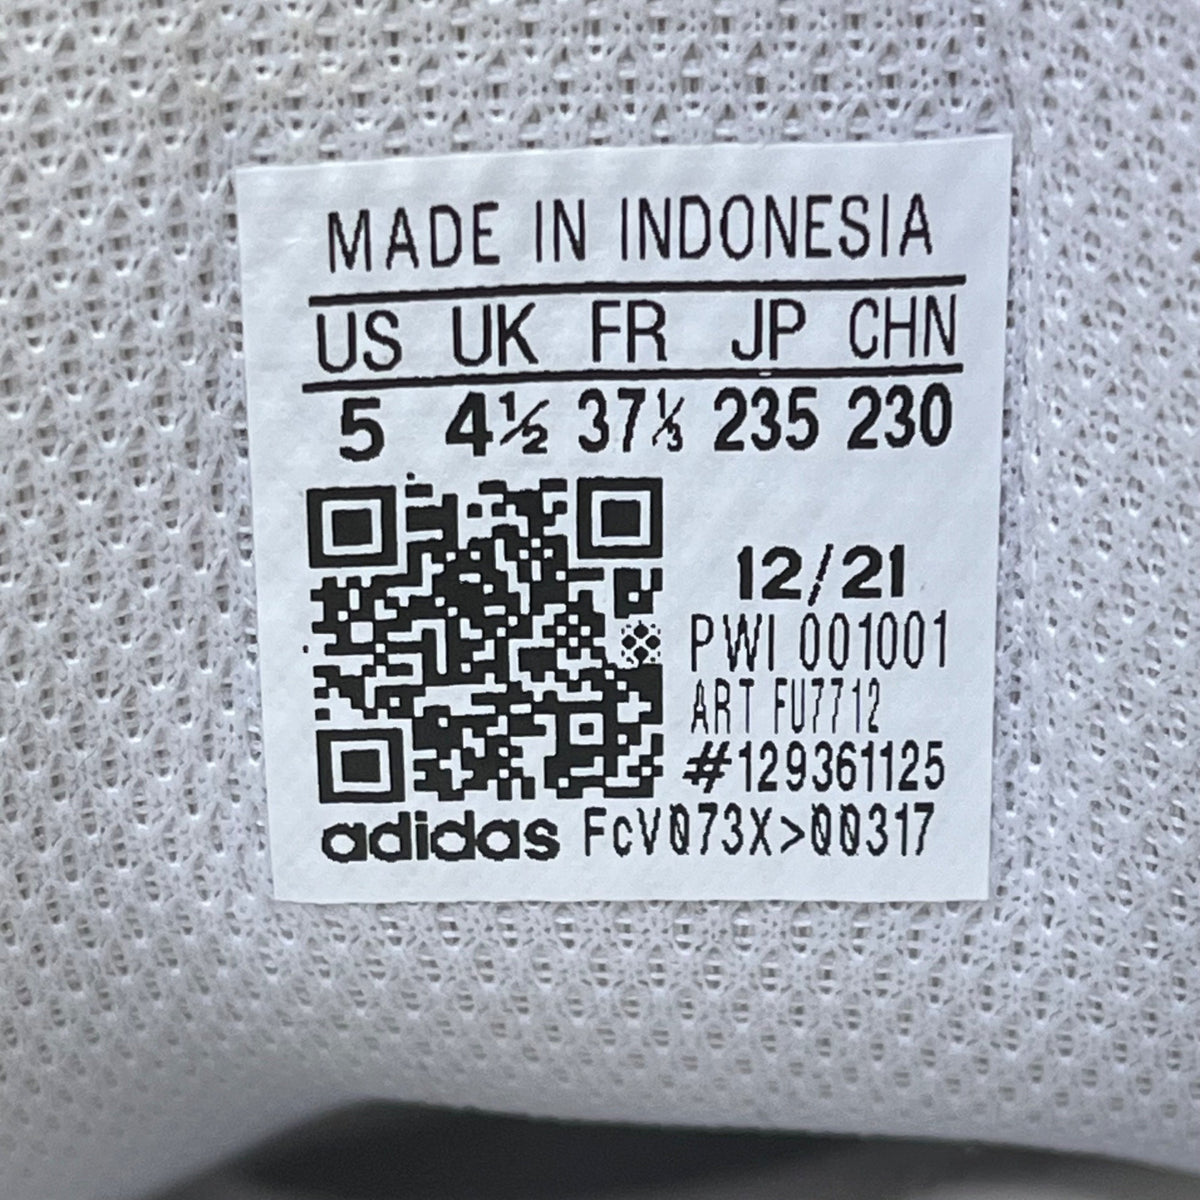 MADE IN INDONESIA
US UK FR JP CHN
5 4½ 37⅓ 235 230
12/21
PWI 001001
ART FU7712
#129361125
adidas FcV073X>00317